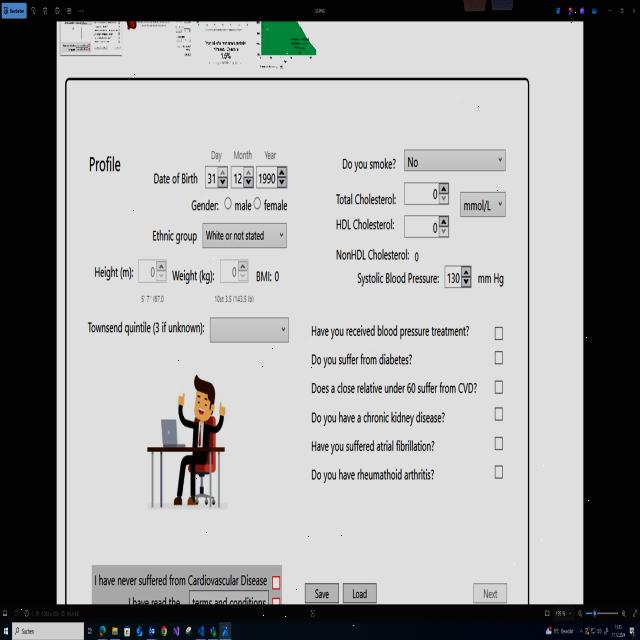 Profile
Day Month Year
Date of Birth 31 12 1990
Gender: male female
Ethnic group White or not stated
Height (m): 0 Weight (kg): 0 BMI: 0
5' 7" (67.0 10st 3.5 (143.5 lb)
Townsend quintile (3 if unknown):
Do you smoke? No
Total Cholesterol: 0 mmol/L
HDL Cholesterol: 0
NonHDL Cholesterol: 0
Systolic Blood Pressure: 130 mm Hg
Have you received blood pressure treatment?
Do you suffer from diabetes?
Does a close relative under 60 suffer from CVD?
Do you have a chronic kidney disease?
Have you suffered atrial fibrillation?
Do you have rheumathoid arthritis?
I have never suffered from Cardiovascular Disease
I have read the terms and conditions
Save Load Next
Suchen